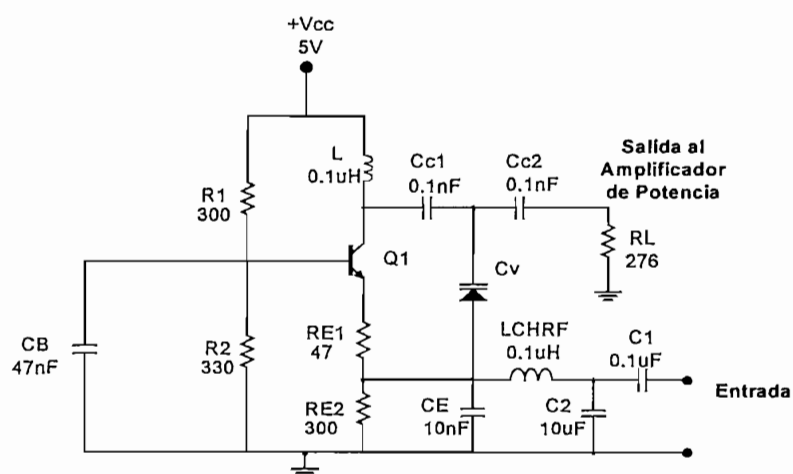 +Vcc
5V
L
0.1uH
R1
300
Cc1
0.1nF
Cc2
0.1nF
Salida al
Amplificador
de Potencia
RL
276
Q1
Cv
CB
47nF
R2
330
RE1
47
LCHRF
0.1uH
C1
0.1uF
Entrada
RE2
300
CE
10nF
C2
10uF